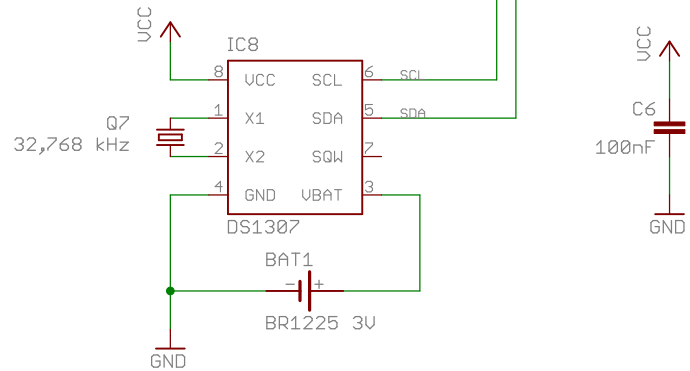 VCC
IC8
8 VCC SCL 6 SCL
1 X1 SDA 5 SDA
Q7
32,768 kHz
2 X2 SQW 7
4 GND VBAT 3
DS1307
BAT1
- +
BR1225 3V
GND
VCC
C6
100nF
GND